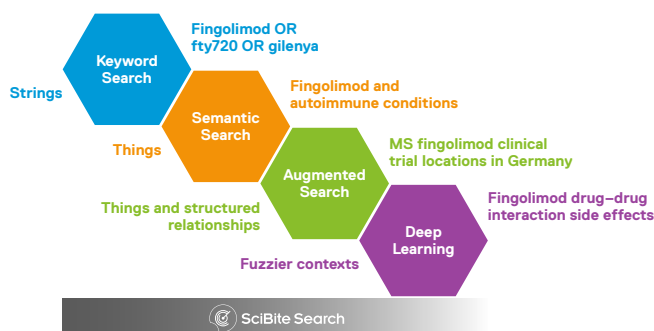 Fingolimod OR
fty720 OR gilenya
Keyword
Search
Strings
Fingolimod and
autoimmune conditions
Semantic
Search
Things
MS fingolimod clinical
trial locations in Germany
Augmented
Search
Things and structured
relationships
Fingolimod drug–drug
interaction side effects
Deep
Learning
Fuzzier contexts
SciBite Search